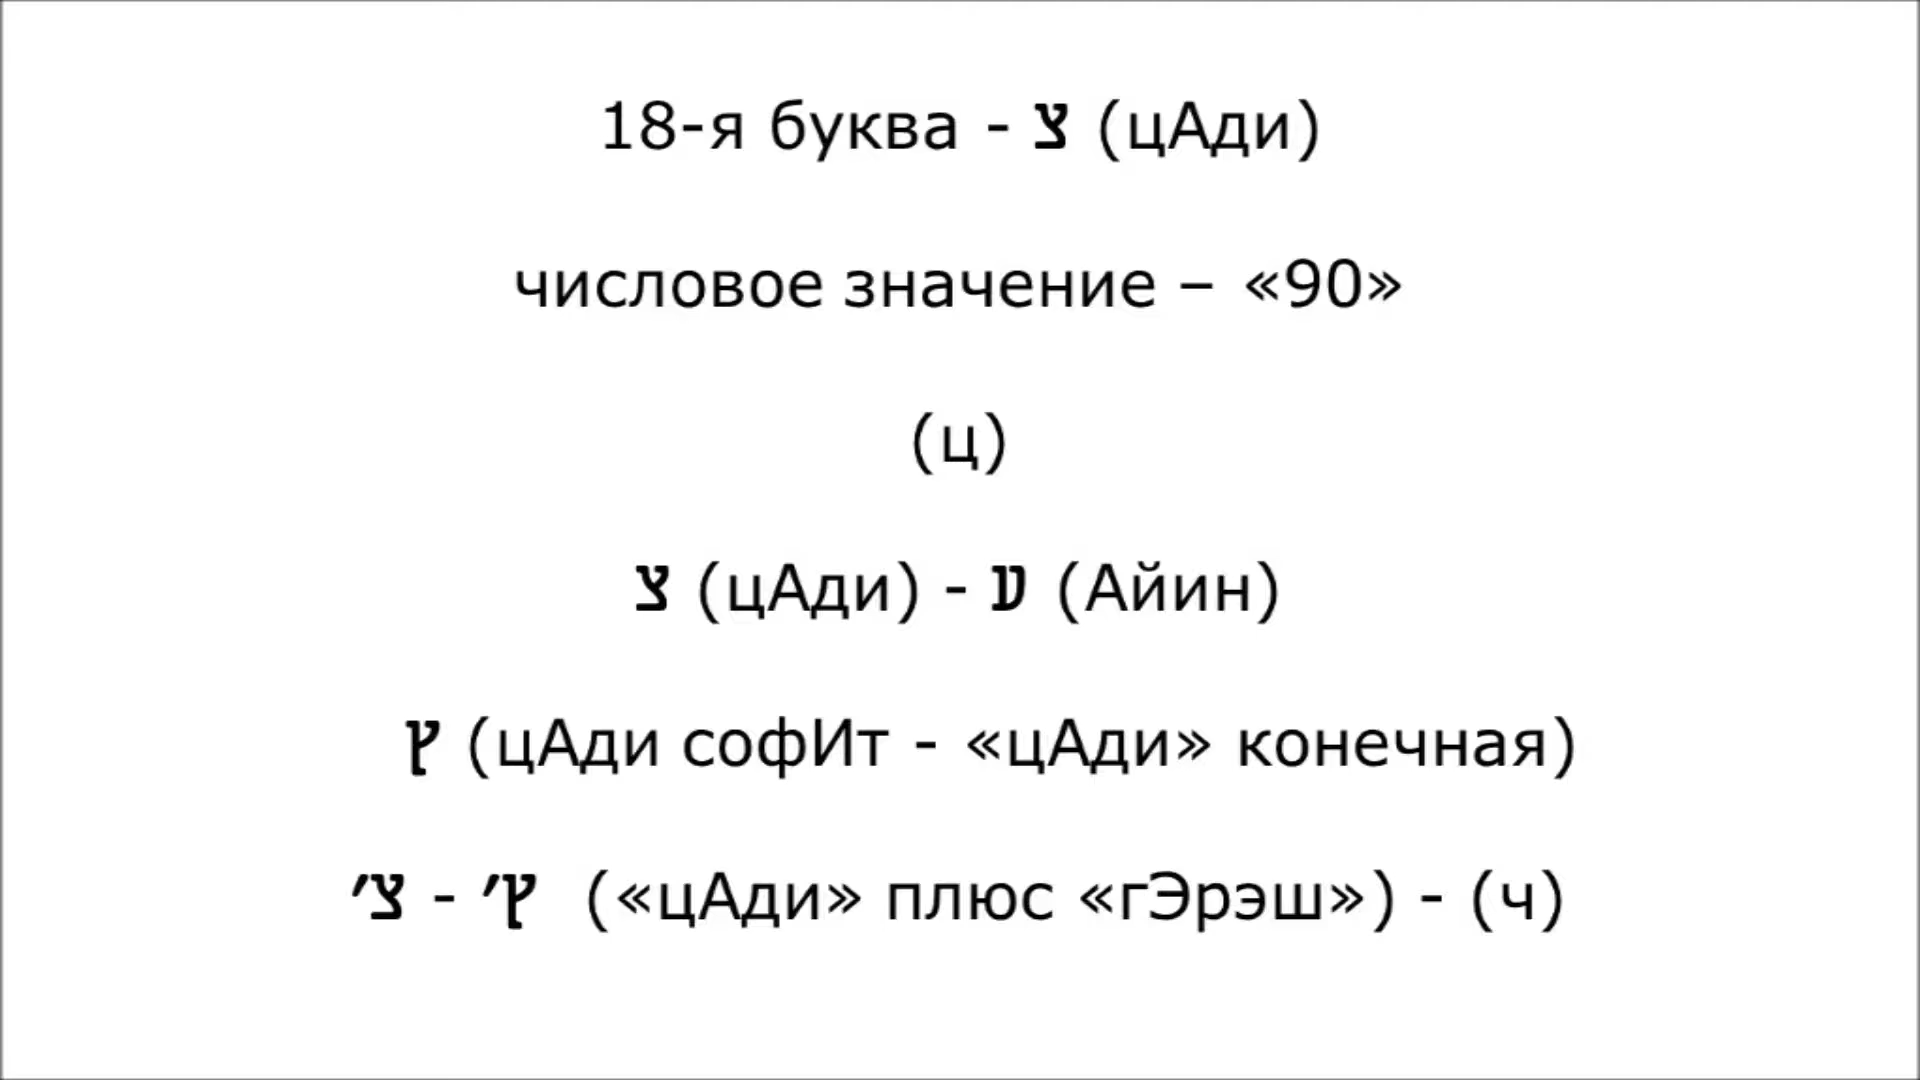 18-я буква - צ (цАди)
числовое значение – «90»
(ц)
צ (цАди) - ע (Айин)
ץ (цАди софИт - «цАди» конечная)
צ׳ - ץ׳ («цАди» плюс «гЭрэш») - (ч)